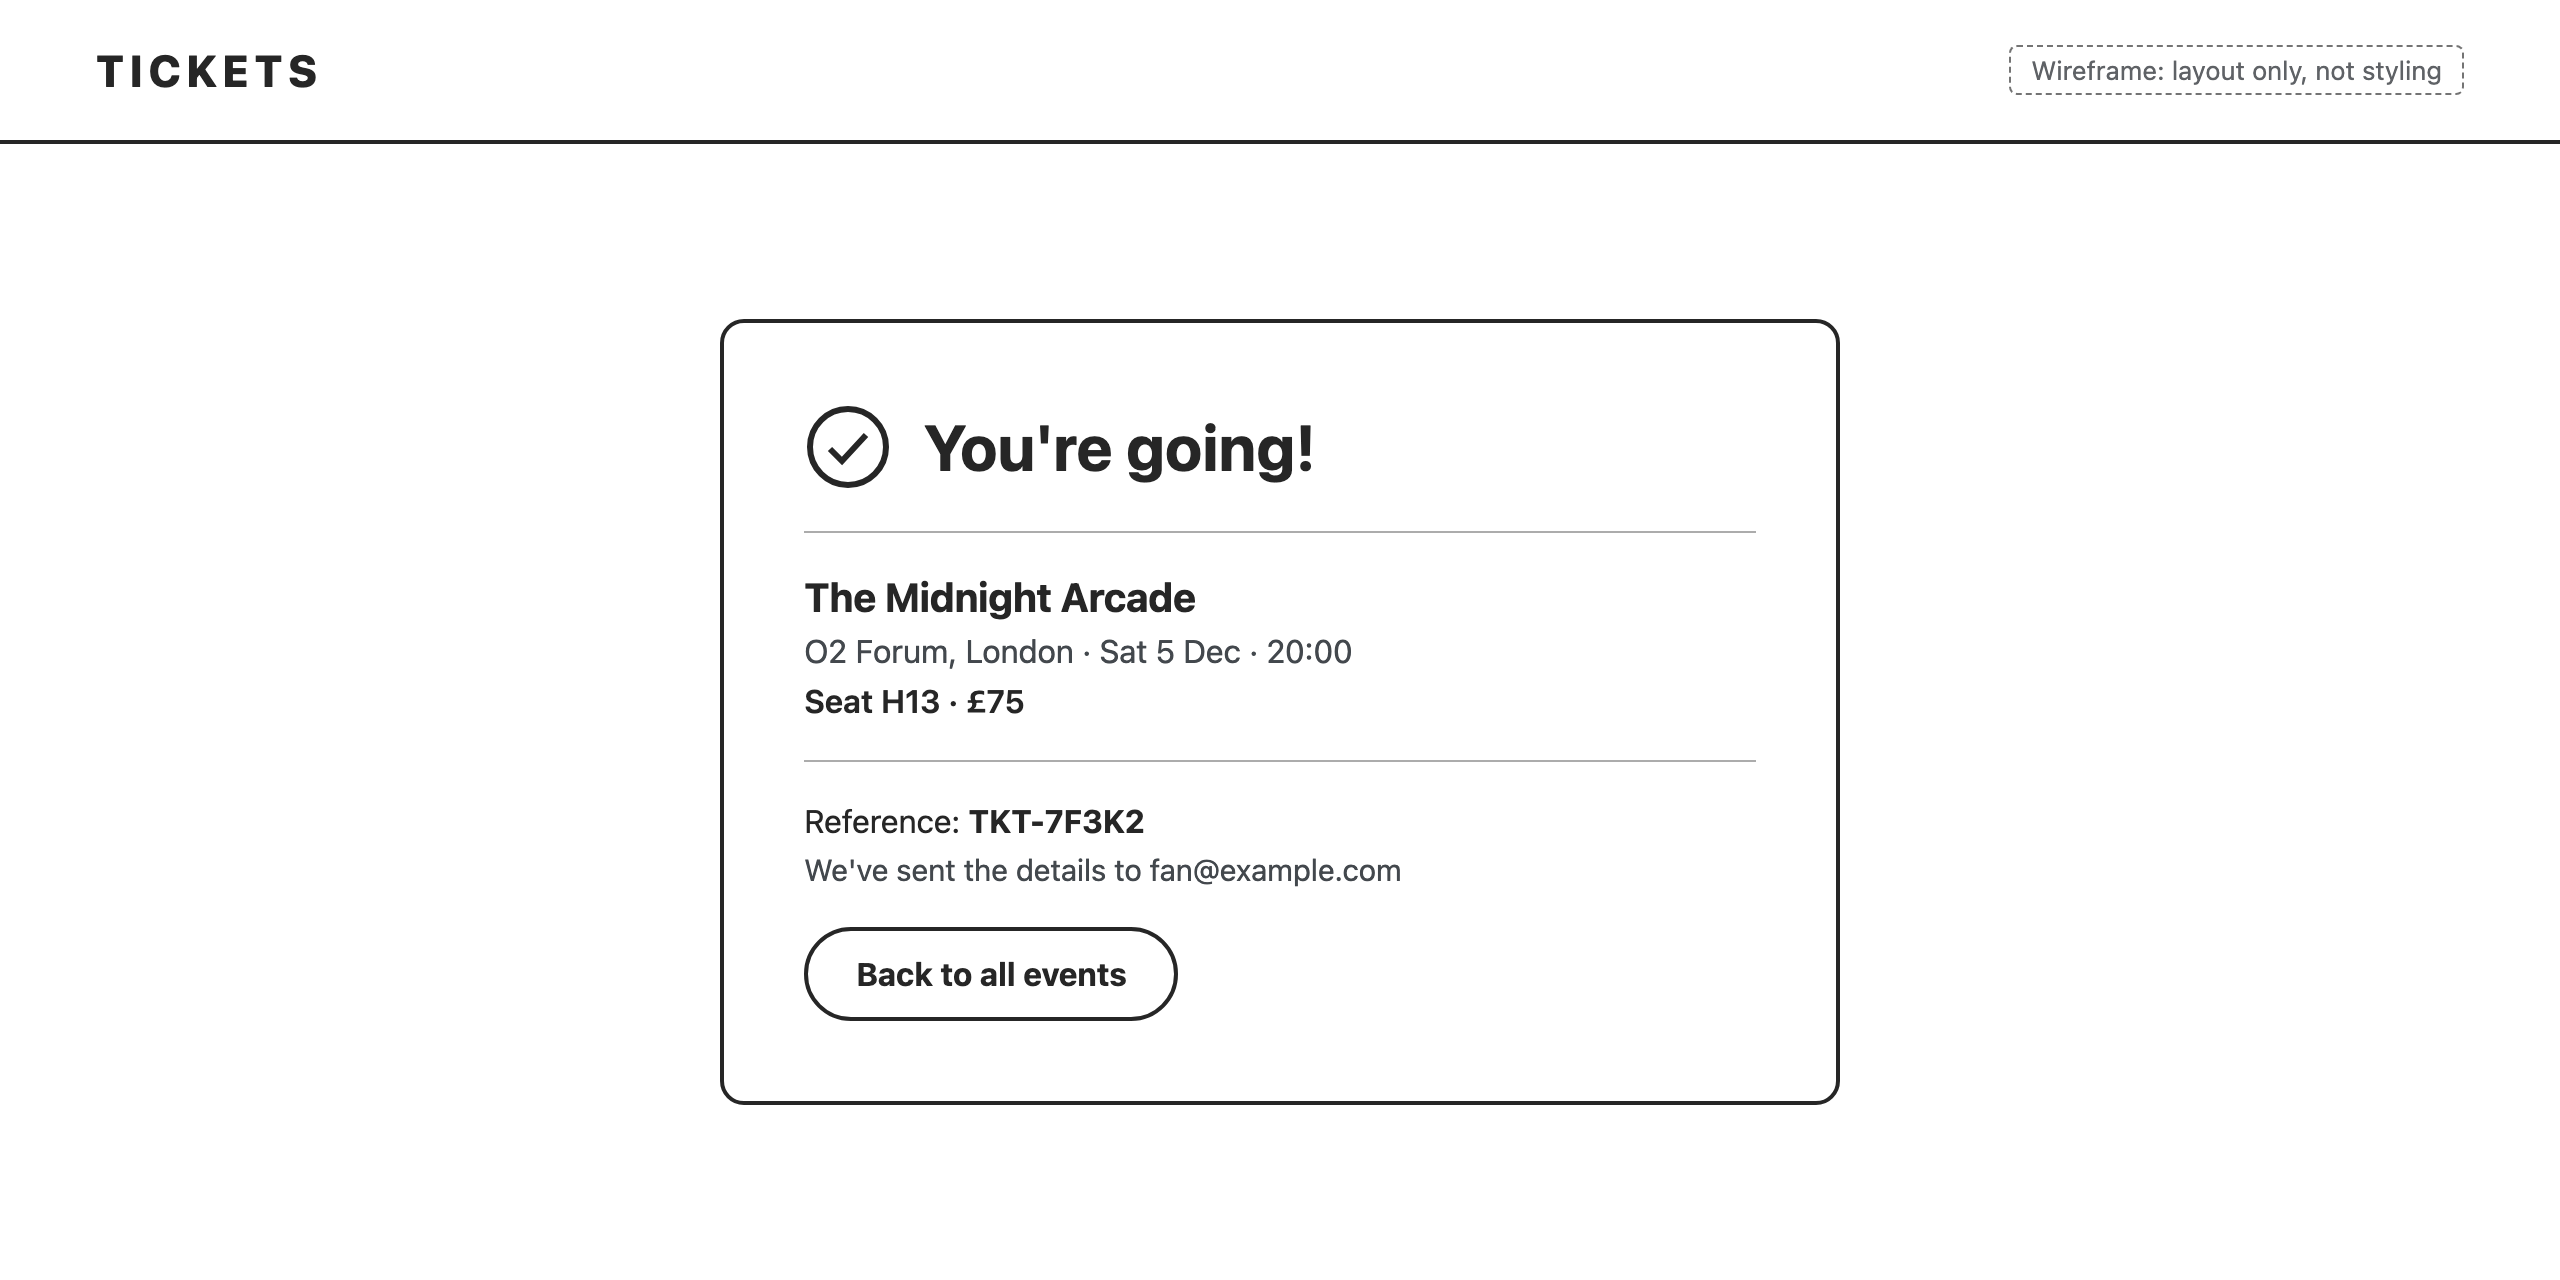 TICKETS
Wireframe: layout only, not styling
You're going!
The Midnight Arcade
O2 Forum, London · Sat 5 Dec · 20:00
Seat H13 · £75
Reference: TKT-7F3K2
We've sent the details to fan@example.com
Back to all events